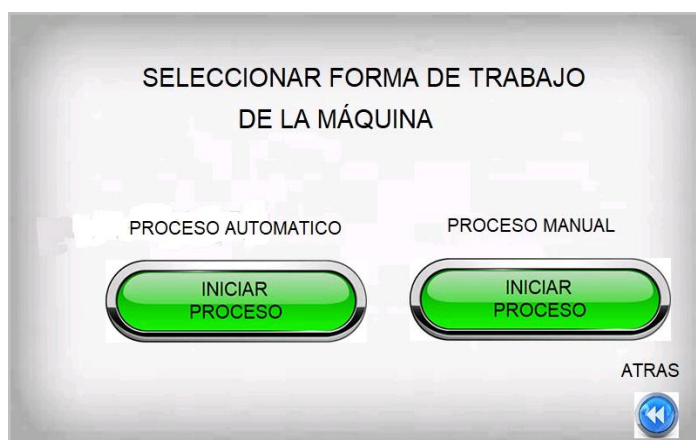 SELECCIONAR FORMA DE TRABAJO
DE LA MÁQUINA
PROCESO AUTOMATICO
PROCESO MANUAL
INICIAR
PROCESO
INICIAR
PROCESO
ATRAS